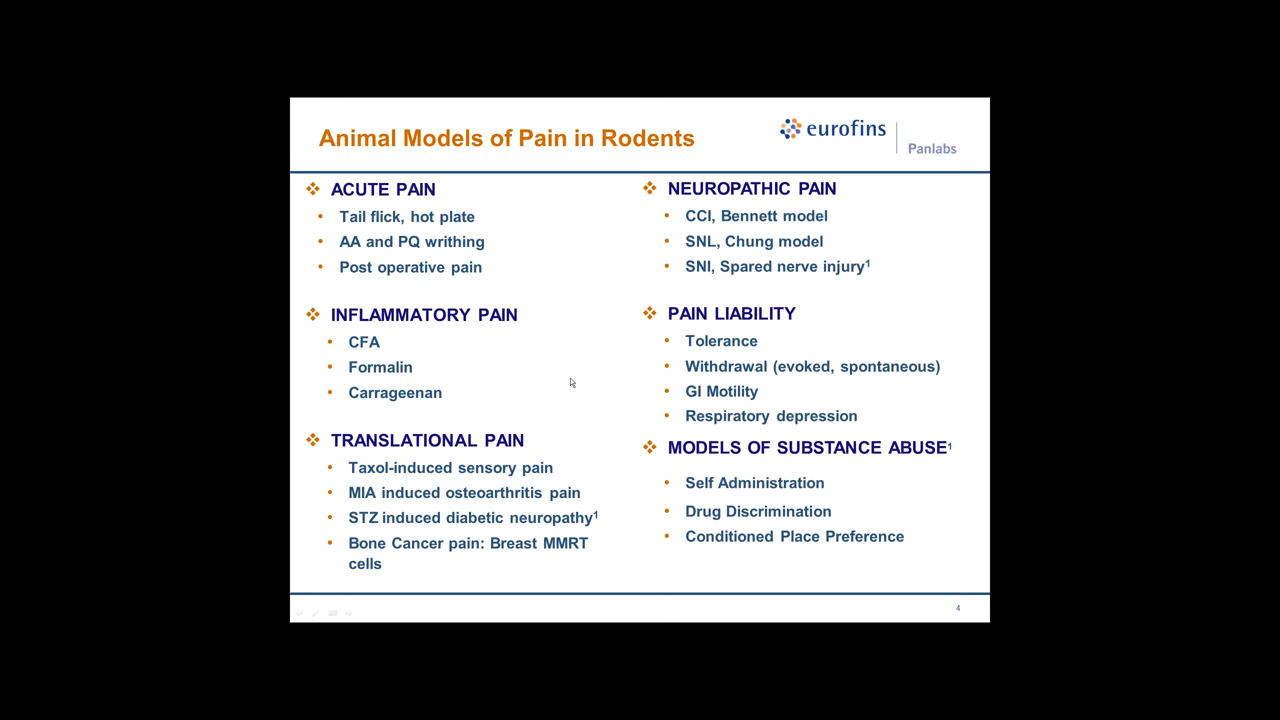 Animal Models of Pain in Rodents
eurofins
Panlabs
ACUTE PAIN
Tail flick, hot plate
AA and PQ writhing
Post operative pain
INFLAMMATORY PAIN
CFA
Formalin
Carrageenan
TRANSLATIONAL PAIN
Taxol-induced sensory pain
MIA induced osteoarthritis pain
STZ induced diabetic neuropathy¹
Bone Cancer pain: Breast MMRT
cells
NEUROPATHIC PAIN
CCI, Bennett model
SNL, Chung model
SNI, Spared nerve injury¹
PAIN LIABILITY
Tolerance
Withdrawal (evoked, spontaneous)
GI Motility
Respiratory depression
MODELS OF SUBSTANCE ABUSE¹
Self Administration
Drug Discrimination
Conditioned Place Preference
4